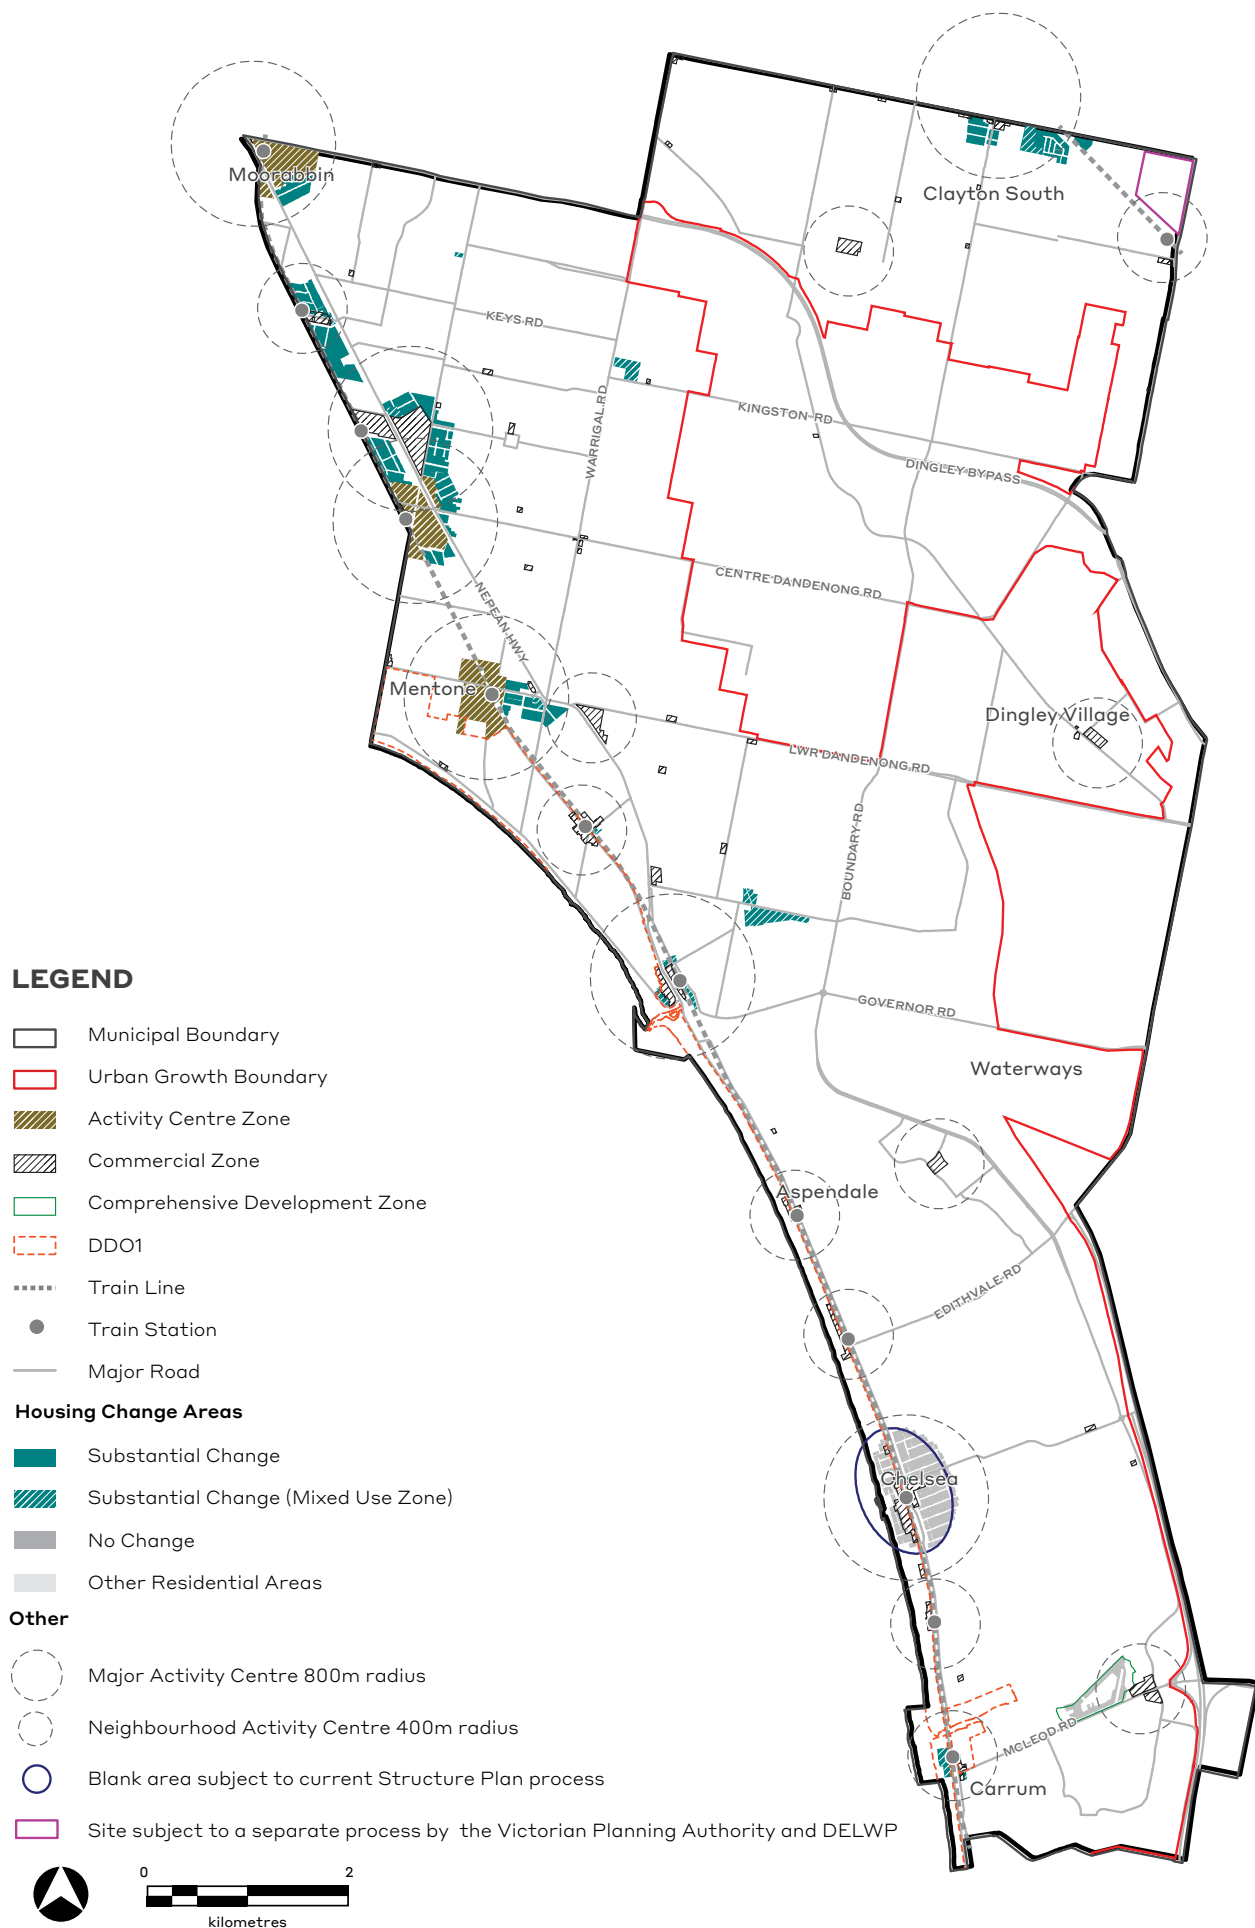 Moorabbin
Clayton South
KEYS RD
WARRIGAL RD
KINGSTON RD
DINGLEY BYPASS
CENTRE DANDENONG RD
NEPEAN HWY
Mentone
Dingley Village
LWR DANDENONG RD
BOUNDARY RD
GOVERNOR RD
Waterways
Aspendale
EDITHVALE RD
Chelsea
MCLEOD RD
Carrum
LEGEND
Municipal Boundary
Urban Growth Boundary
Activity Centre Zone
Commercial Zone
Comprehensive Development Zone
DDO1
Train Line
Train Station
Major Road
Housing Change Areas
Substantial Change
Substantial Change (Mixed Use Zone)
No Change
Other Residential Areas
Other
Major Activity Centre 800m radius
Neighbourhood Activity Centre 400m radius
Blank area subject to current Structure Plan process
Site subject to a separate process by the Victorian Planning Authority and DELWP
0 2
kilometres